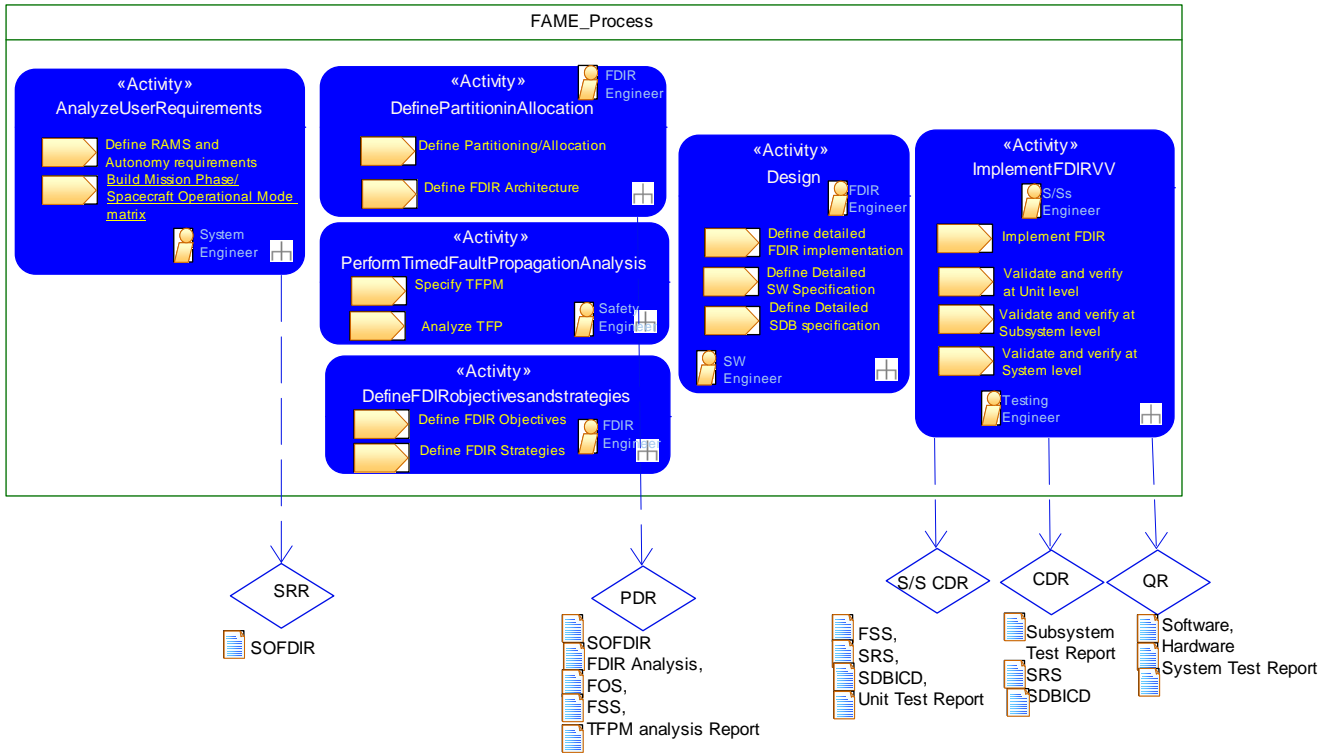 FAME_Process
«Activity»
AnalyzeUserRequirements
Define RAMS and
Autonomy requirements
Build Mission Phase/
Spacecraft Operational Mode
matrix
System
Engineer
«Activity»
DefinePartitioninAllocation
FDIR
Engineer
Define Partitioning/Allocation
Define FDIR Architecture
«Activity»
PerformTimedFaultPropagationAnalysis
Specify TFPM
Analyze TFP
Safety
Engineer
«Activity»
DefineFDIRobjectivesandstrategies
Define FDIR Objectives
Define FDIR Strategies
FDIR
Engineer
«Activity»
Design
FDIR
Engineer
Define detailed
FDIR implementation
Define Detailed
SW Specification
Define Detailed
SDB specification
SW
Engineer
«Activity»
ImplementFDIRVV
S/Ss
Engineer
Implement FDIR
Validate and verify
at Unit level
Validate and verify at
Subsystem level
Validate and verify at
System level
Testing
Engineer
SRR
SOFDIR
PDR
SOFDIR
FDIR Analysis,
FOS,
FSS,
TFPM analysis Report
S/S CDR
FSS,
SRS,
SDBICD,
Unit Test Report
CDR
Subsystem
Test Report
SRS
SDBICD
QR
Software,
Hardware
System Test Report